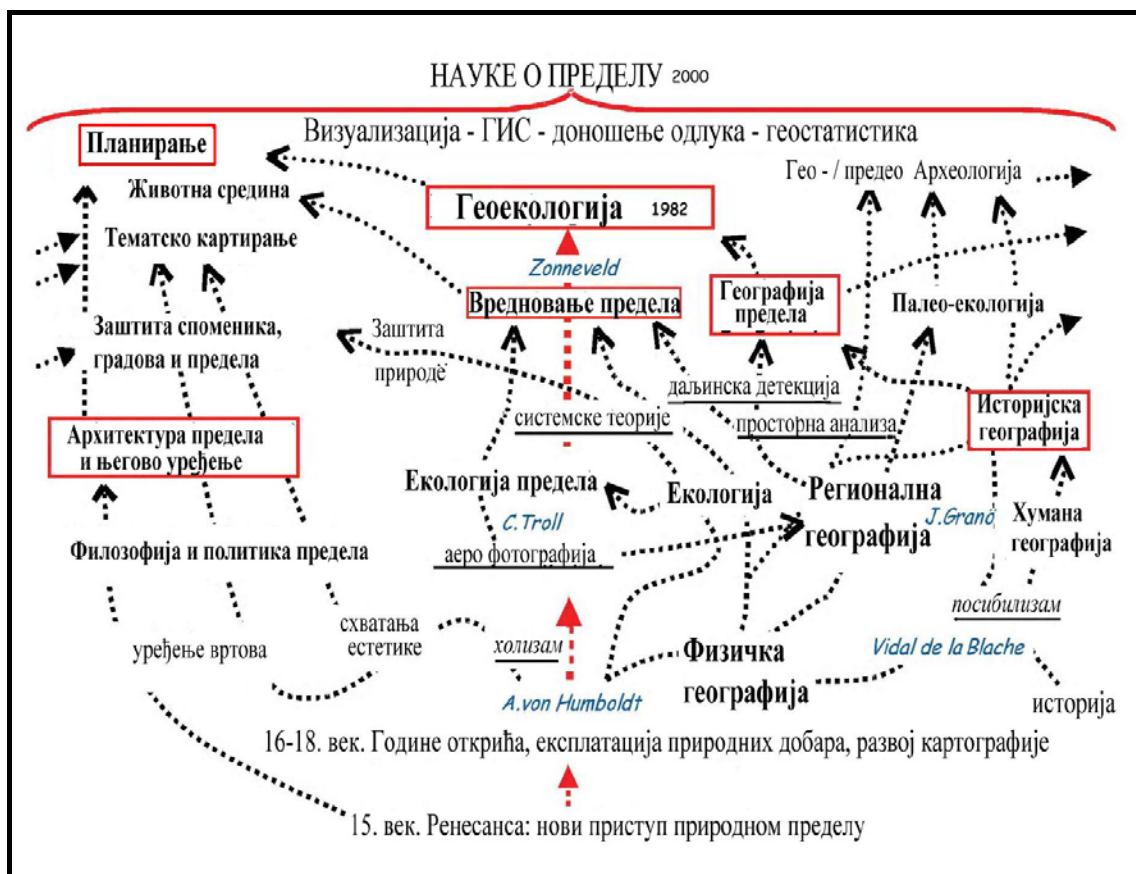 НАУКЕ О ПРЕДЕЛУ 2000
Визуализација - ГИС - доношење одлука - геостатистика
Планирање
Животна средина
Тематско картирање
Гео - / предео Археологија
Геоекологија 1982
Zonneveld
Вредновање предела
Географија
предела
Палео-екологија
Заштита споменика,
градова и предела
Заштита
природе
даљинска детекција
системске теорије
просторна анализа
Историјска
географија
Архитектура предела
и његово уређење
Екологија предела
Екологија
Регионална
географија
C.Troll
J.Granö
Хумана
географија
аеро фотографија
Филозофија и политика предела
посибилизам
схватања
естетике
уређење вртова
холизам
Физичка
географија
Vidal de la Blache
A.von Humboldt
историја
16-18. век. Године открића, експлатација природних добара, развој картографије
15. век. Ренесанса: нови приступ природном пределу